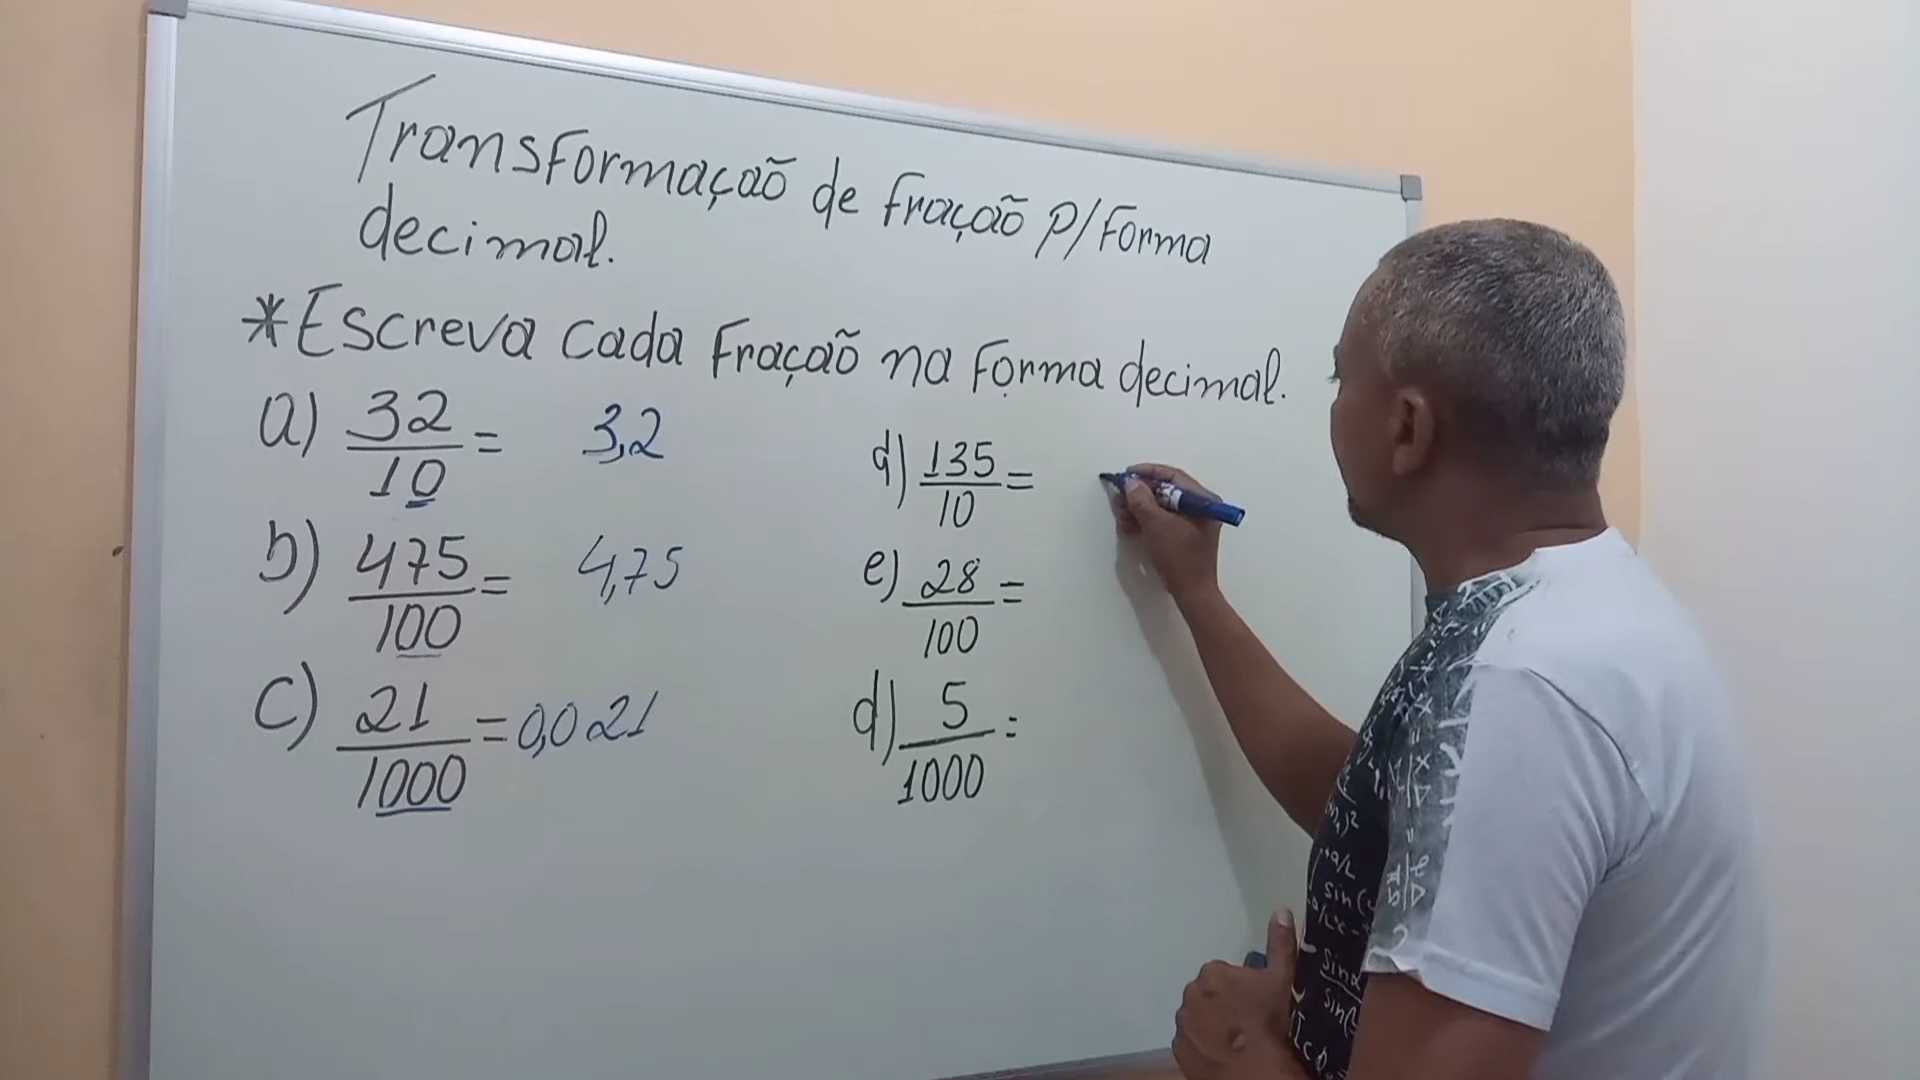 Transformação de Fração p/Forma
decimal.
*Escreva cada Fração na Forma decimal.
a) 32/10 = 3,2
b) 475/100 = 4,75
c) 21/1000 = 0,021
d) 135/10 =
e) 28/100 =
d) 5/1000 =